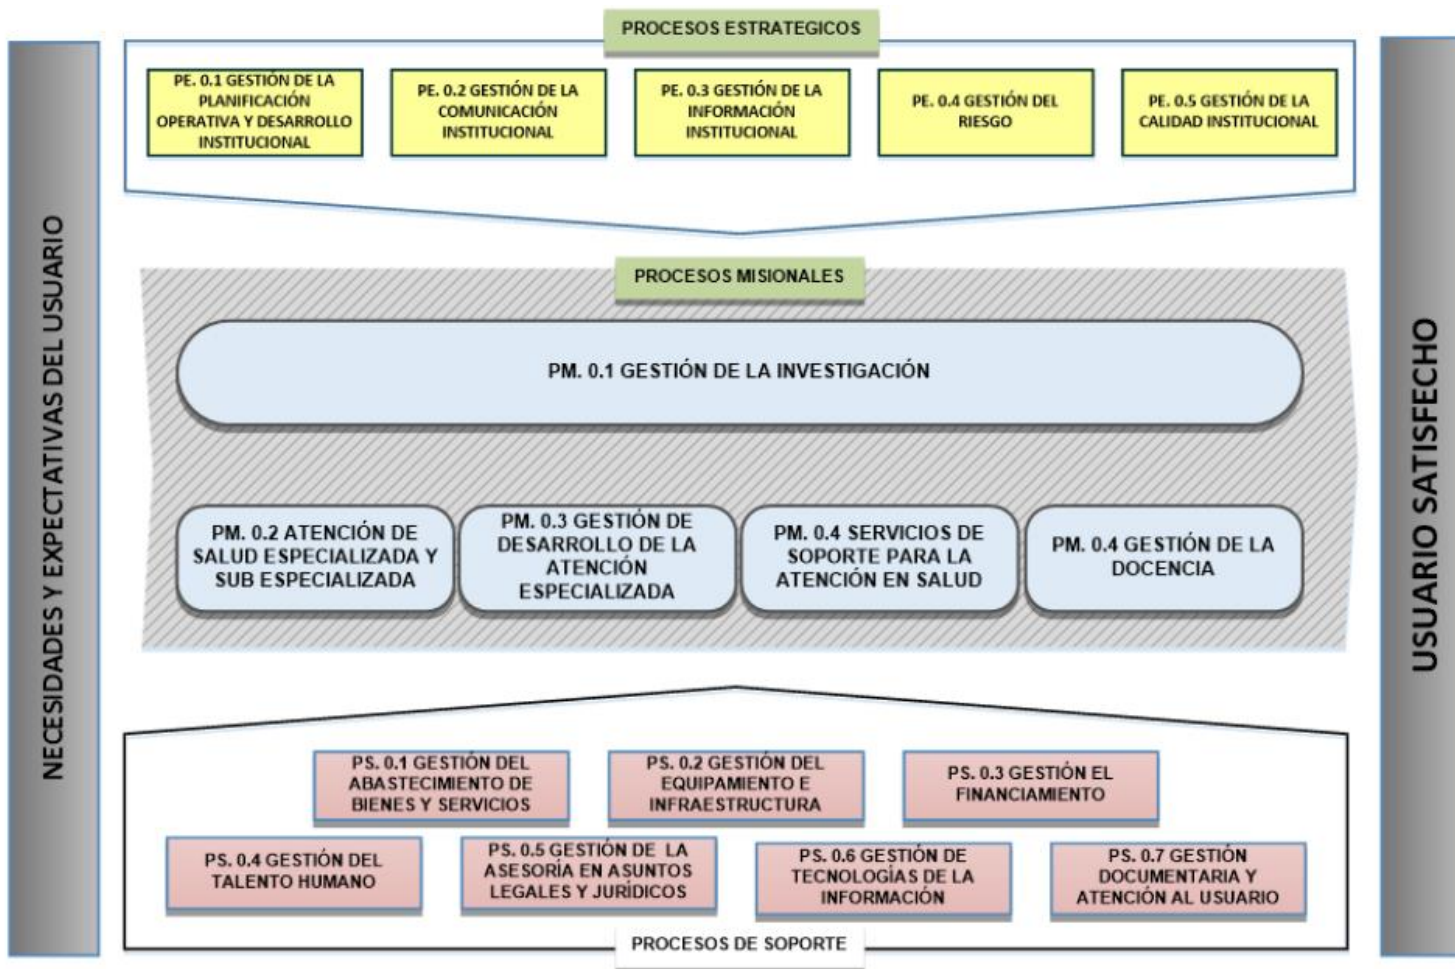 PROCESOS ESTRATEGICOS
NECESIDADES Y EXPECTATIVAS DEL USUARIO
PE. 0.1 GESTIÓN DE LA
PLANIFICACIÓN
OPERATIVA Y DESARROLLO
INSTITUCIONAL
PE. 0.2 GESTIÓN DE LA
COMUNICACIÓN
INSTITUCIONAL
PE. 0.3 GESTIÓN DE LA
INFORMACIÓN
INSTITUCIONAL
PE. 0.4 GESTIÓN DEL
RIESGO
PE. 0.5 GESTIÓN DE LA
CALIDAD INSTITUCIONAL
PROCESOS MISIONALES
PM. 0.1 GESTIÓN DE LA INVESTIGACIÓN
PM. 0.2 ATENCIÓN DE
SALUD ESPECIALIZADA Y
SUB ESPECIALIZADA
PM. 0.3 GESTIÓN DE
DESARROLLO DE LA
ATENCIÓN
ESPECIALIZADA
PM. 0.4 SERVICIOS DE
SOPORTE PARA LA
ATENCIÓN EN SALUD
PM. 0.4 GESTIÓN DE LA
DOCENCIA
PS. 0.1 GESTIÓN DEL
ABASTECIMIENTO DE
BIENES Y SERVICIOS
PS. 0.2 GESTIÓN DEL
EQUIPAMIENTO E
INFRAESTRUCTURA
PS. 0.3 GESTIÓN EL
FINANCIAMIENTO
PS. 0.4 GESTIÓN DEL
TALENTO HUMANO
PS. 0.5 GESTIÓN DE LA
ASESORÍA EN ASUNTOS
LEGALES Y JURÍDICOS
PS. 0.6 GESTIÓN DE
TECNOLOGÍAS DE LA
INFORMACIÓN
PS. 0.7 GESTIÓN
DOCUMENTARIA Y
ATENCIÓN AL USUARIO
PROCESOS DE SOPORTE
USUARIO SATISFECHO